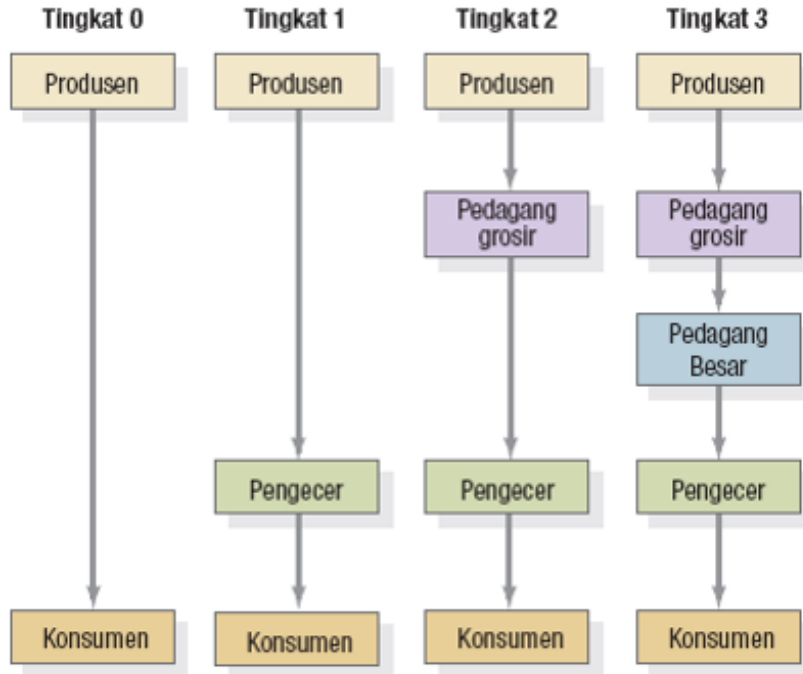 Tingkat 0 Tingkat 1 Tingkat 2 Tingkat 3
Produsen Produsen Produsen Produsen
Pedagang Pedagang
grosir grosir
Pedagang
Besar
Pengecer Pengecer Pengecer
Konsumen Konsumen Konsumen Konsumen